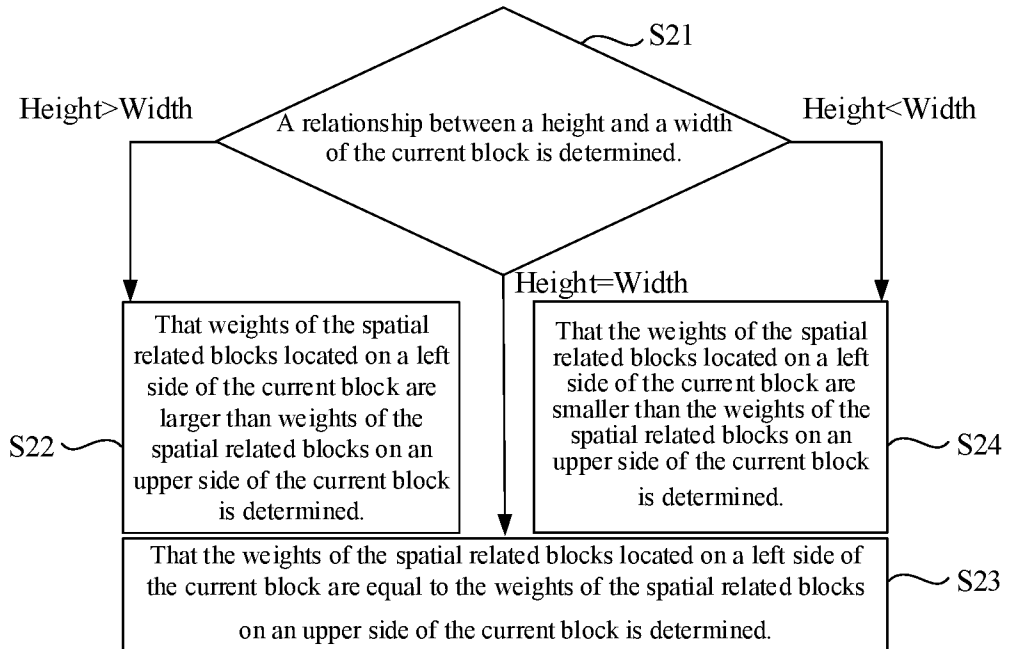 S21
Height>Width
Height<Width
A relationship between a height and a width
of the current block is determined.
Height=Width
That weights of the spatial
related blocks located on a left
side of the current block are
larger than weights of the
spatial related blocks on an
upper side of the current block
is determined.
S22
That the weights of the spatial
related blocks located on a left
side of the current block are
smaller than the weights of the
spatial related blocks on an
upper side of the current block
is determined.
S24
That the weights of the spatial related blocks located on a left side of
the current block are equal to the weights of the spatial related blocks
on an upper side of the current block is determined.
S23